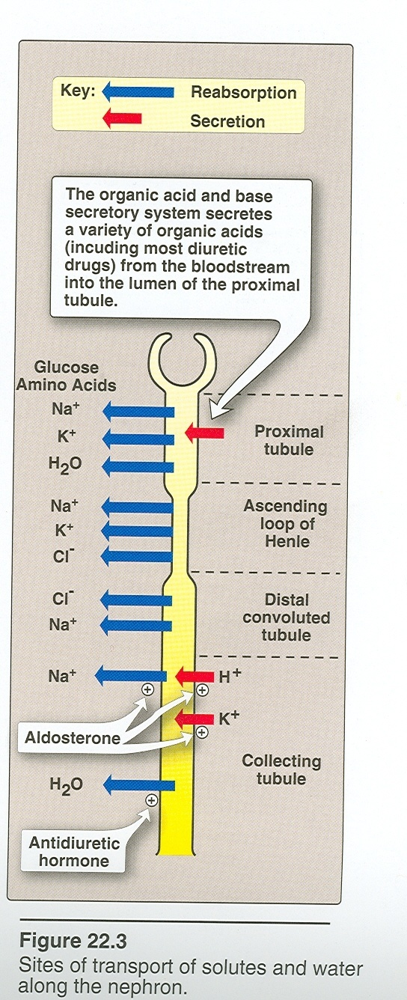 Key: Reabsorption
Secretion
The organic acid and base
secretory system secretes
a variety of organic acids
(incuding most diuretic
drugs) from the bloodstream
into the lumen of the proximal
tubule.
Glucose
Amino Acids
Na⁺
K⁺
H₂O
Proximal
tubule
Na⁺
K⁺
Cl⁻
Ascending
loop of
Henle
Cl⁻
Na⁺
Distal
convoluted
tubule
Na⁺
H⁺
+
+
K⁺
+
Aldosterone
Collecting
tubule
H₂O
+
Antidiuretic
hormone
Figure 22.3
Sites of transport of solutes and water
along the nephron.